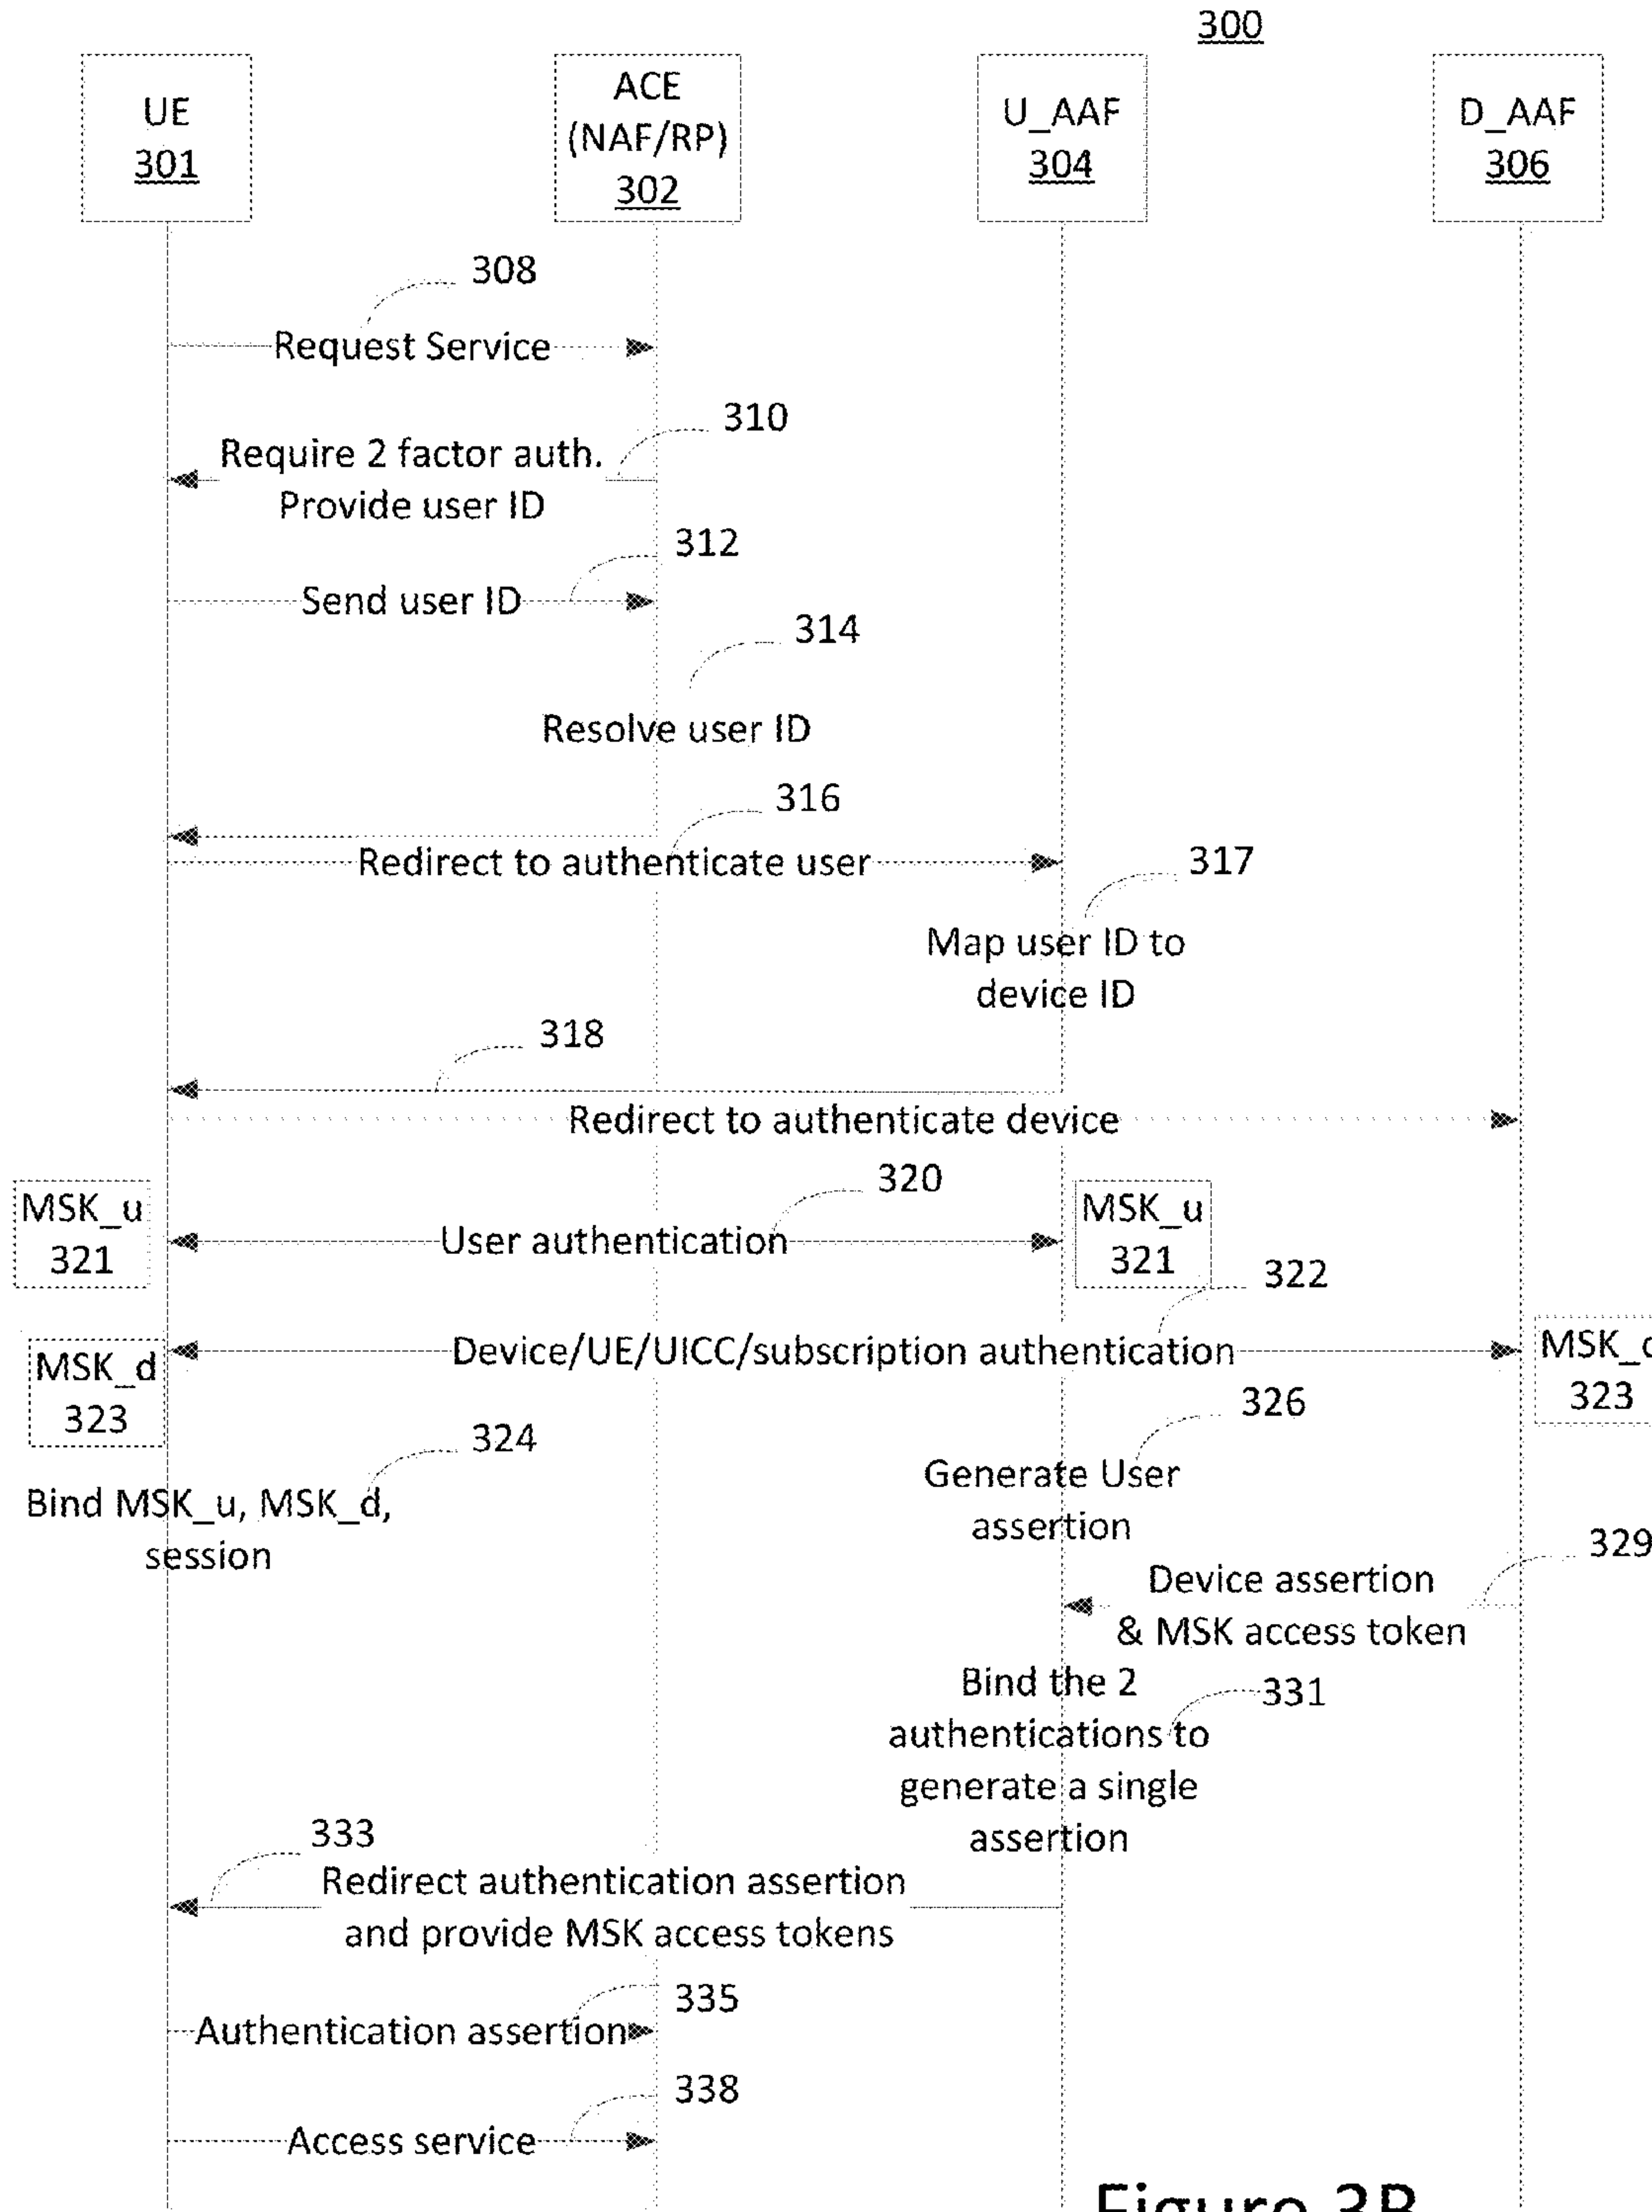 300
UE
301
ACE
(NAF/RP)
302
U_AAF
304
D_AAF
306
308
Request Service
310
Require 2 factor auth.
Provide user ID
312
Send user ID
314
Resolve user ID
316
Redirect to authenticate user
317
Map user ID to
device ID
318
Redirect to authenticate device
320
MSK_u
321
User authentication
MSK_u
321
322
Device/UE/UICC/subscription authentication
MSK_d
323
MSK_d
323
326
324
Generate User
assertion
Bind MSK_u, MSK_d,
session
329
Device assertion
& MSK access token
Bind the 2
authentications to
generate a single
assertion
331
333
Redirect authentication assertion
and provide MSK access tokens
335
Authentication assertion
338
Access service
Figure 3B